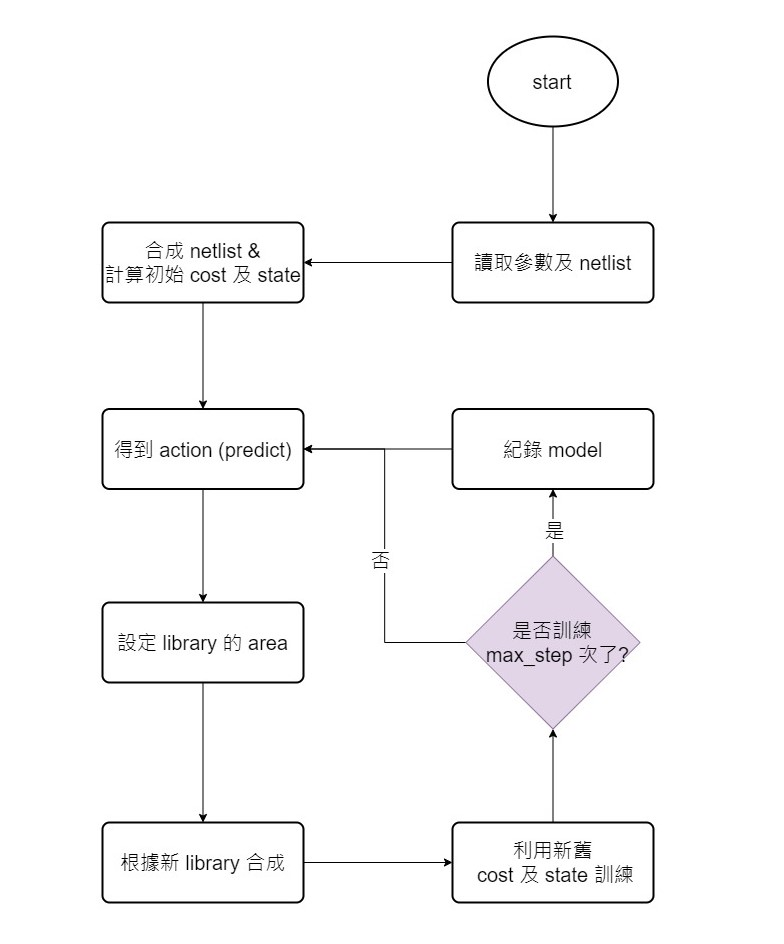 start
讀取參數及 netlist
合成 netlist &
計算初始 cost 及 state
得到 action (predict)
紀錄 model
否
是
設定 library 的 area
是否訓練
max_step 次了?
根據新 library 合成
利用新舊
cost 及 state 訓練